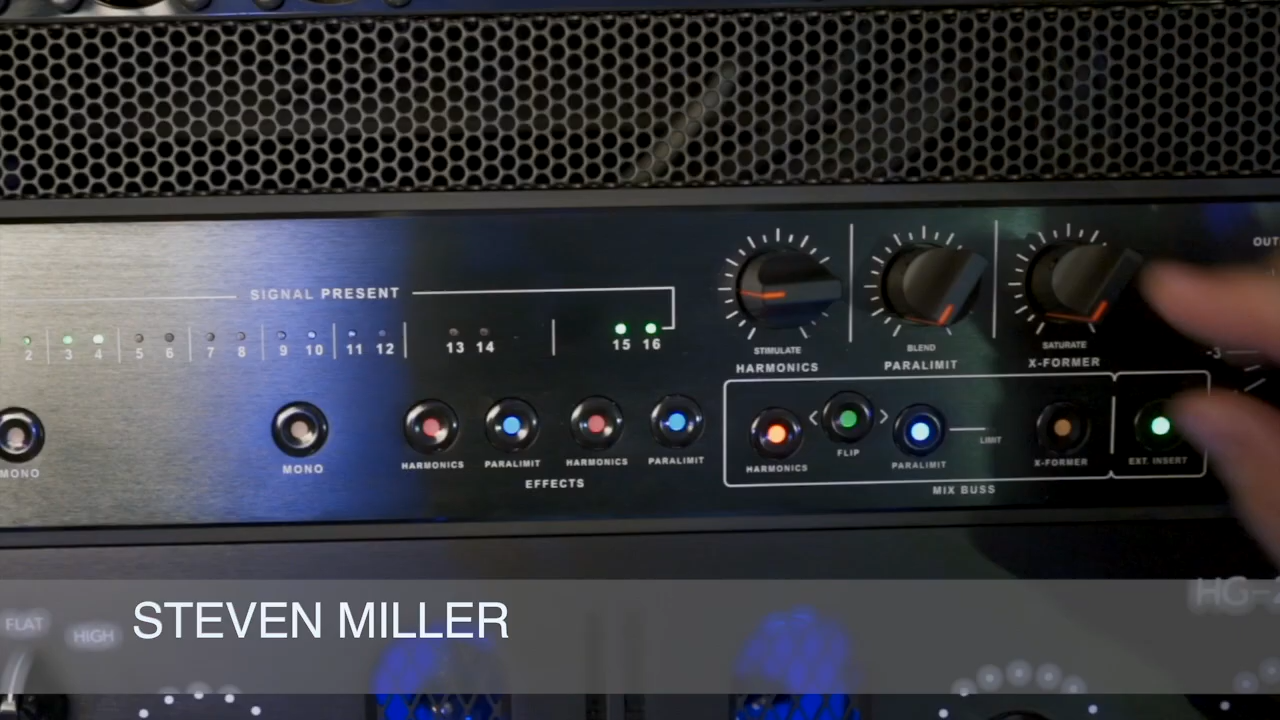 OUT
SIGNAL PRESENT
2 3 4 5 6 7 8 9 10 11 12 13 14 15 16
STIMULATE
HARMONICS
BLEND
PARALIMIT
SATURATE
X-FORMER
-3
MONO
MONO
HARMONICS
PARALIMIT
HARMONICS
PARALIMIT
EFFECTS
HARMONICS
< FLIP >
PARALIMIT
LIMIT
X-FORMER
EXT. INSERT
MIX BUSS
FLAT
HIGH
STEVEN MILLER
HG-